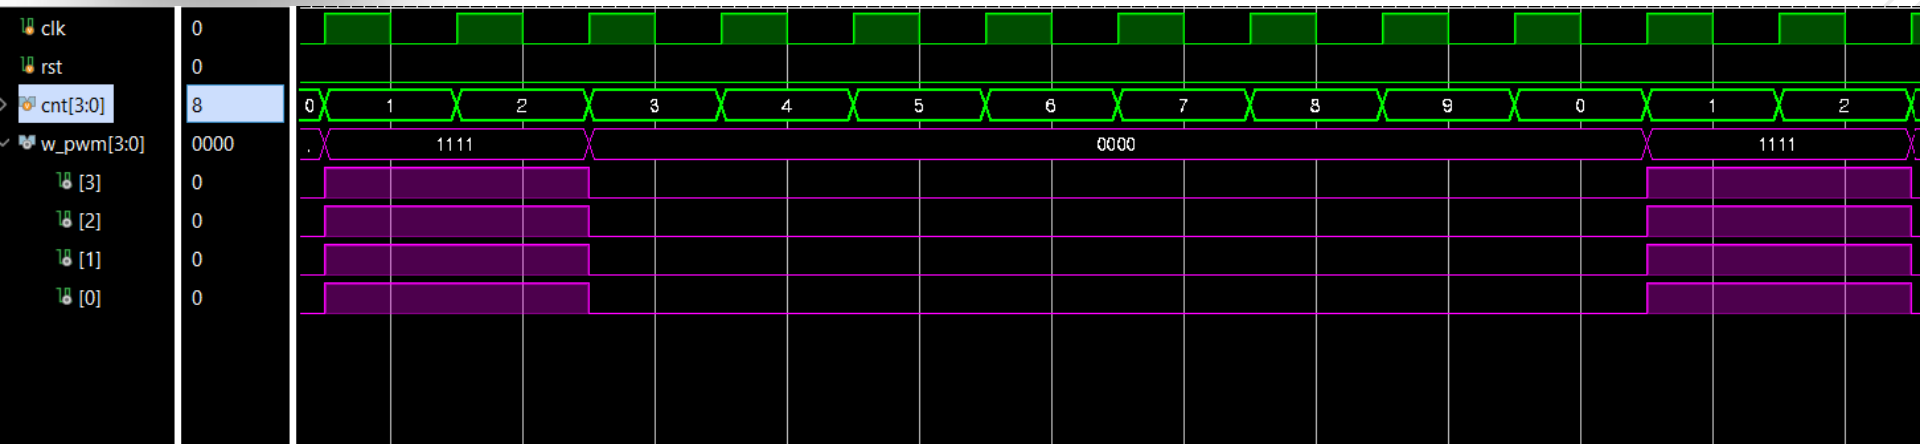 clk 0
rst 0
cnt[3:0] 8 0 1 2 3 4 5 6 7 8 9 0 1 2
w_pwm[3:0] 0000 . 1111 0000 1111
[3] 0
[2] 0
[1] 0
[0] 0